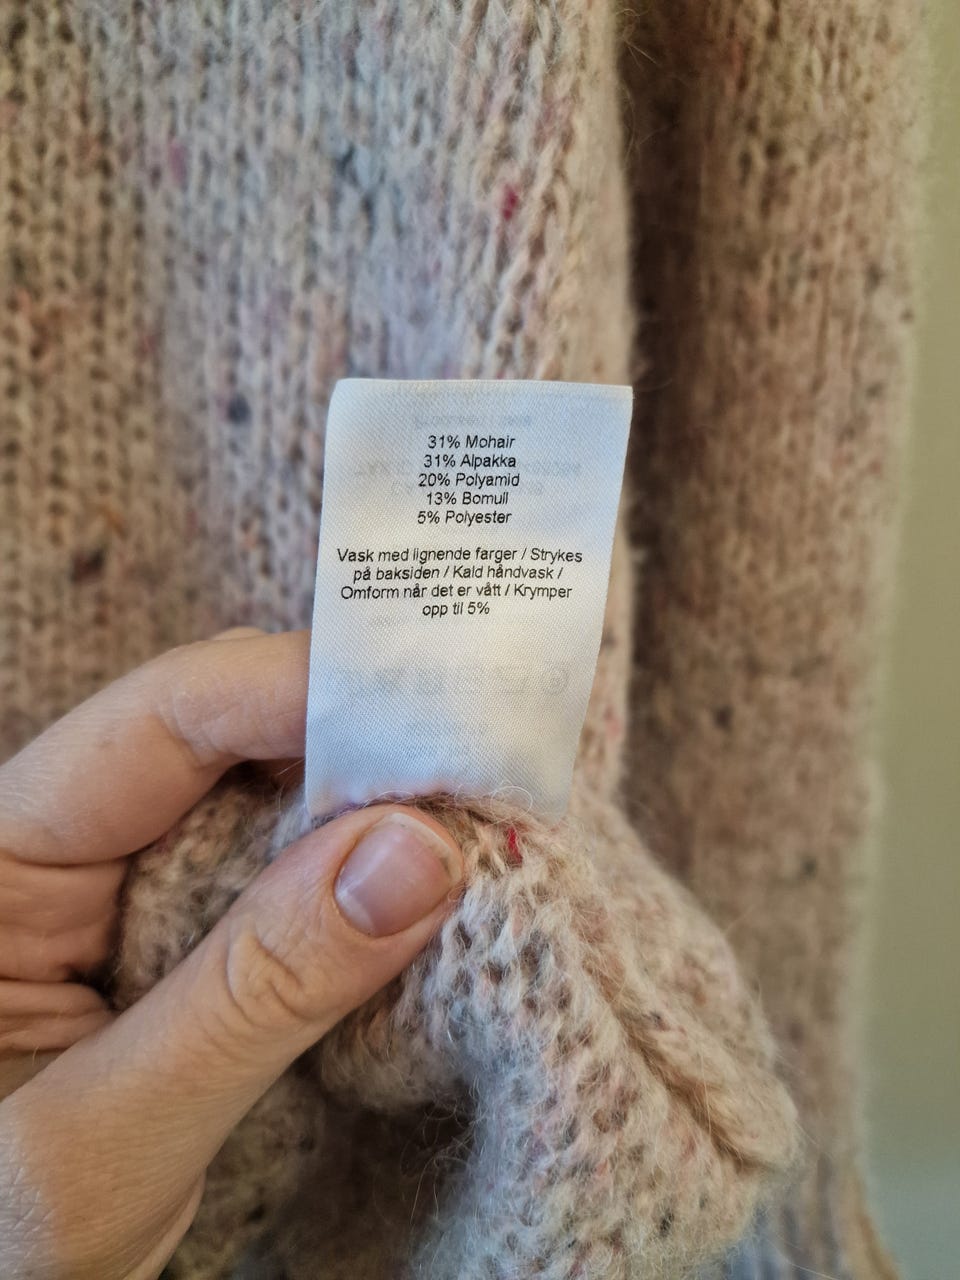 31% Mohair
31% Alpakka
20% Polyamid
13% Bomull
5% Polyester
Vask med lignende farger / Strykes
på baksiden / Kald håndvask /
Omform når det er vått / Krymper
opp til 5%